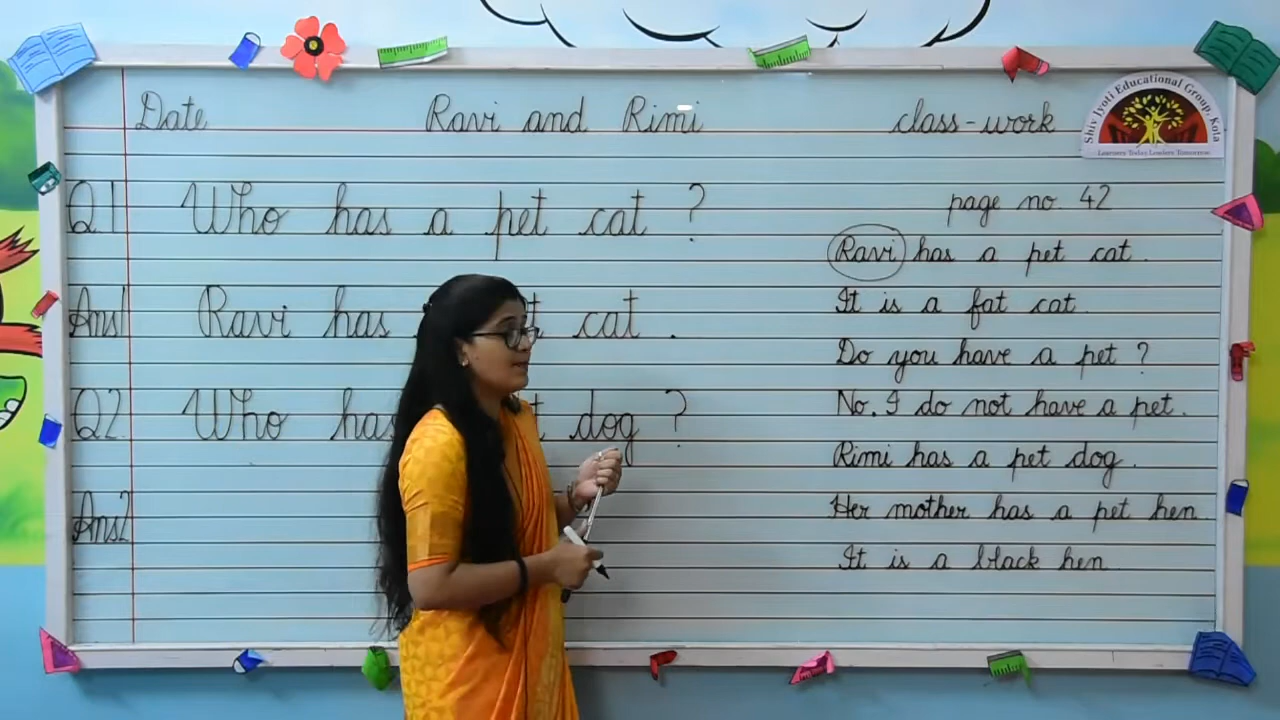 Date Ravi and Rimi class-work
Shiv Jyoti Educational Group, Kota
Learners Today Leaders Tomorrow
Q1 Who has a pet cat ?
Ans1 Ravi has cat .
Q2 Who has dog ?
Ans2
page no. 42
Ravi has a pet cat.
It is a fat cat.
Do you have a pet ?
No. I do not have a pet.
Rimi has a pet dog.
Her mother has a pet hen.
It is a black hen